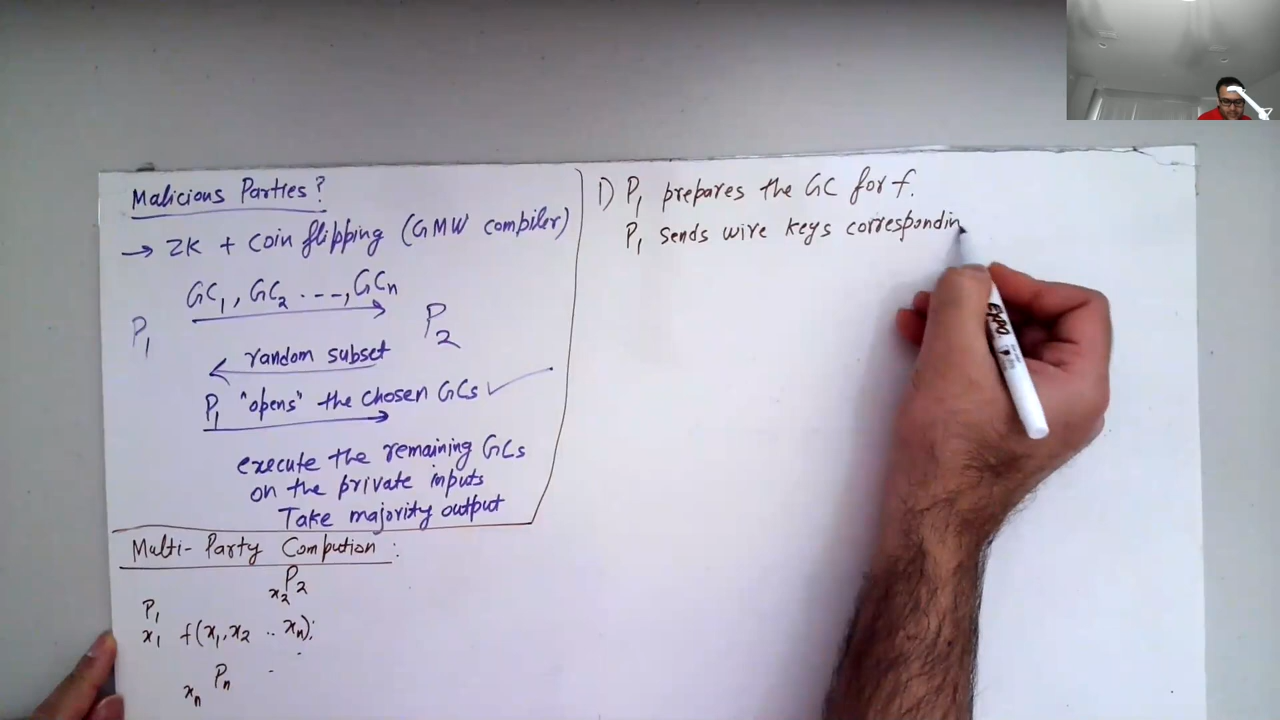 Malicious Parties?
→ ZK + Coin flipping (GMW compiler)
GC1, GC2 ----, GCn
P1
P2
random subset
P1 "opens" the chosen GCs ✓
execute the remaining GCs
on the private inputs
Take majority output
Multi-Party Compution :
P2
x2
P1
x1 f(x1, x2 .. xn);
Pn
xn
1) P1 prepares the GC for f.
P1 sends wire keys correspondin
EXPO